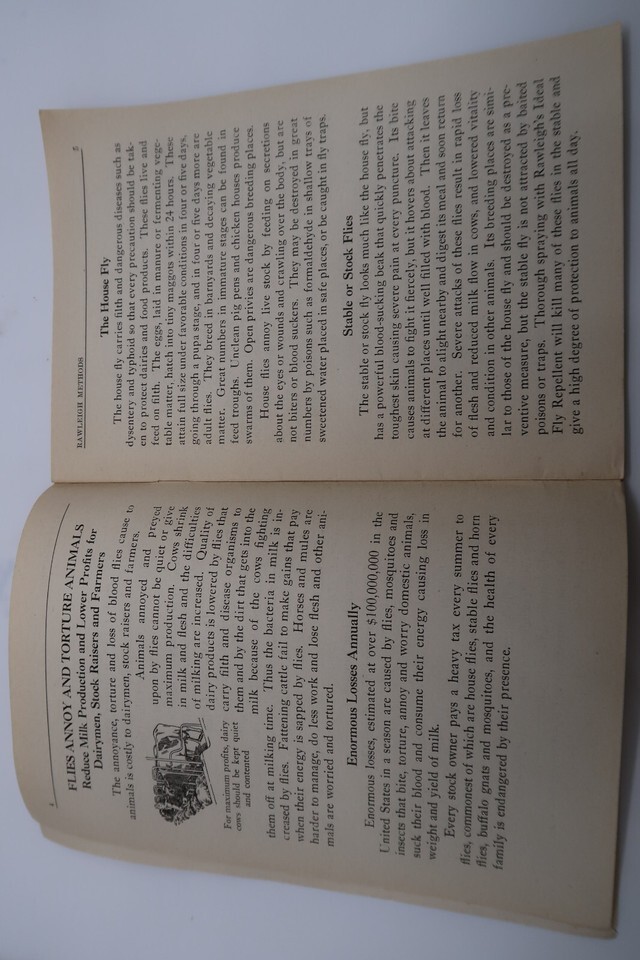 FLIES ANNOY AND TORTURE ANIMALS
Reduce Milk Production and Lower Profits for
Dairymen, Stock Raisers and Farmers
The annoyance, torture and loss of blood flies cause to
animals is costly to dairymen, stock raisers and farmers.
Animals annoyed and preyed
upon by flies cannot be quiet or give
maximum production. Cows shrink
in milk and flesh and the difficulties
of milking are increased. Quality of
dairy products is lowered by flies that
carry filth and disease organisms to
them and by the dirt that gets into the
milk because of the cows fighting
For maximum profits, dairy
cows should be kept quiet
and contented
them off at milking time. Thus the bacteria in milk is in-
creased by flies. Fattening cattle fail to make gains that pay
when their energy is sapped by flies. Horses and mules are
harder to manage, do less work and lose flesh and other ani-
mals are worried and tortured.
Enormous Losses Annually
Enormous losses, estimated at over $100,000,000 in the
United States in a season are caused by flies, mosquitoes and
insects that bite, torture, annoy and worry domestic animals,
suck their blood and consume their energy causing loss in
weight and yield of milk.
Every stock owner pays a heavy tax every summer to
flies, commonest of which are house flies, stable flies and horn
flies, buffalo gnats and mosquitoes, and the health of every
family is endangered by their presence.
RAWLEIGH METHODS 5
The House Fly
The house fly carries filth and dangerous diseases such as
dysentery and typhoid so that every precaution should be tak-
en to protect dairies and food products. These flies live and
feed on filth. The eggs, laid in manure or fermenting vege-
table matter, hatch into tiny maggots within 24 hours. These
attain full size under favorable conditions in four or five days,
going through a pupa stage, and in four or five days more are
adult flies. They breed in barnyards and decaying vegetable
matter. Great numbers in immature stages can be found in
feed troughs. Unclean pig pens and chicken houses produce
swarms of them. Open privies are dangerous breeding places.
House flies annoy live stock by feeding on secretions
about the eyes or wounds and crawling over the body, but are
not biters or blood suckers. They may be destroyed in great
numbers by poisons such as formaldehyde in shallow trays of
sweetened water placed in safe places, or be caught in fly traps.
Stable or Stock Flies
The stable or stock fly looks much like the house fly, but
has a powerful blood-sucking beak that quickly penetrates the
toughest skin causing severe pain at every puncture. Its bite
causes animals to fight it fiercely, but it hovers about attacking
at different places until well filled with blood. Then it leaves
the animal to alight nearby and digest its meal and soon return
for another. Severe attacks of these flies result in rapid loss
of flesh and reduced milk flow in cows, and lowered vitality
and condition in other animals. Its breeding places are simi-
lar to those of the house fly and should be destroyed as a pre-
ventive measure, but the stable fly is not attracted by baited
poisons or traps. Thorough spraying with Rawleigh's Ideal
Fly Repellent will kill many of these flies in the stable and
give a high degree of protection to animals all day.